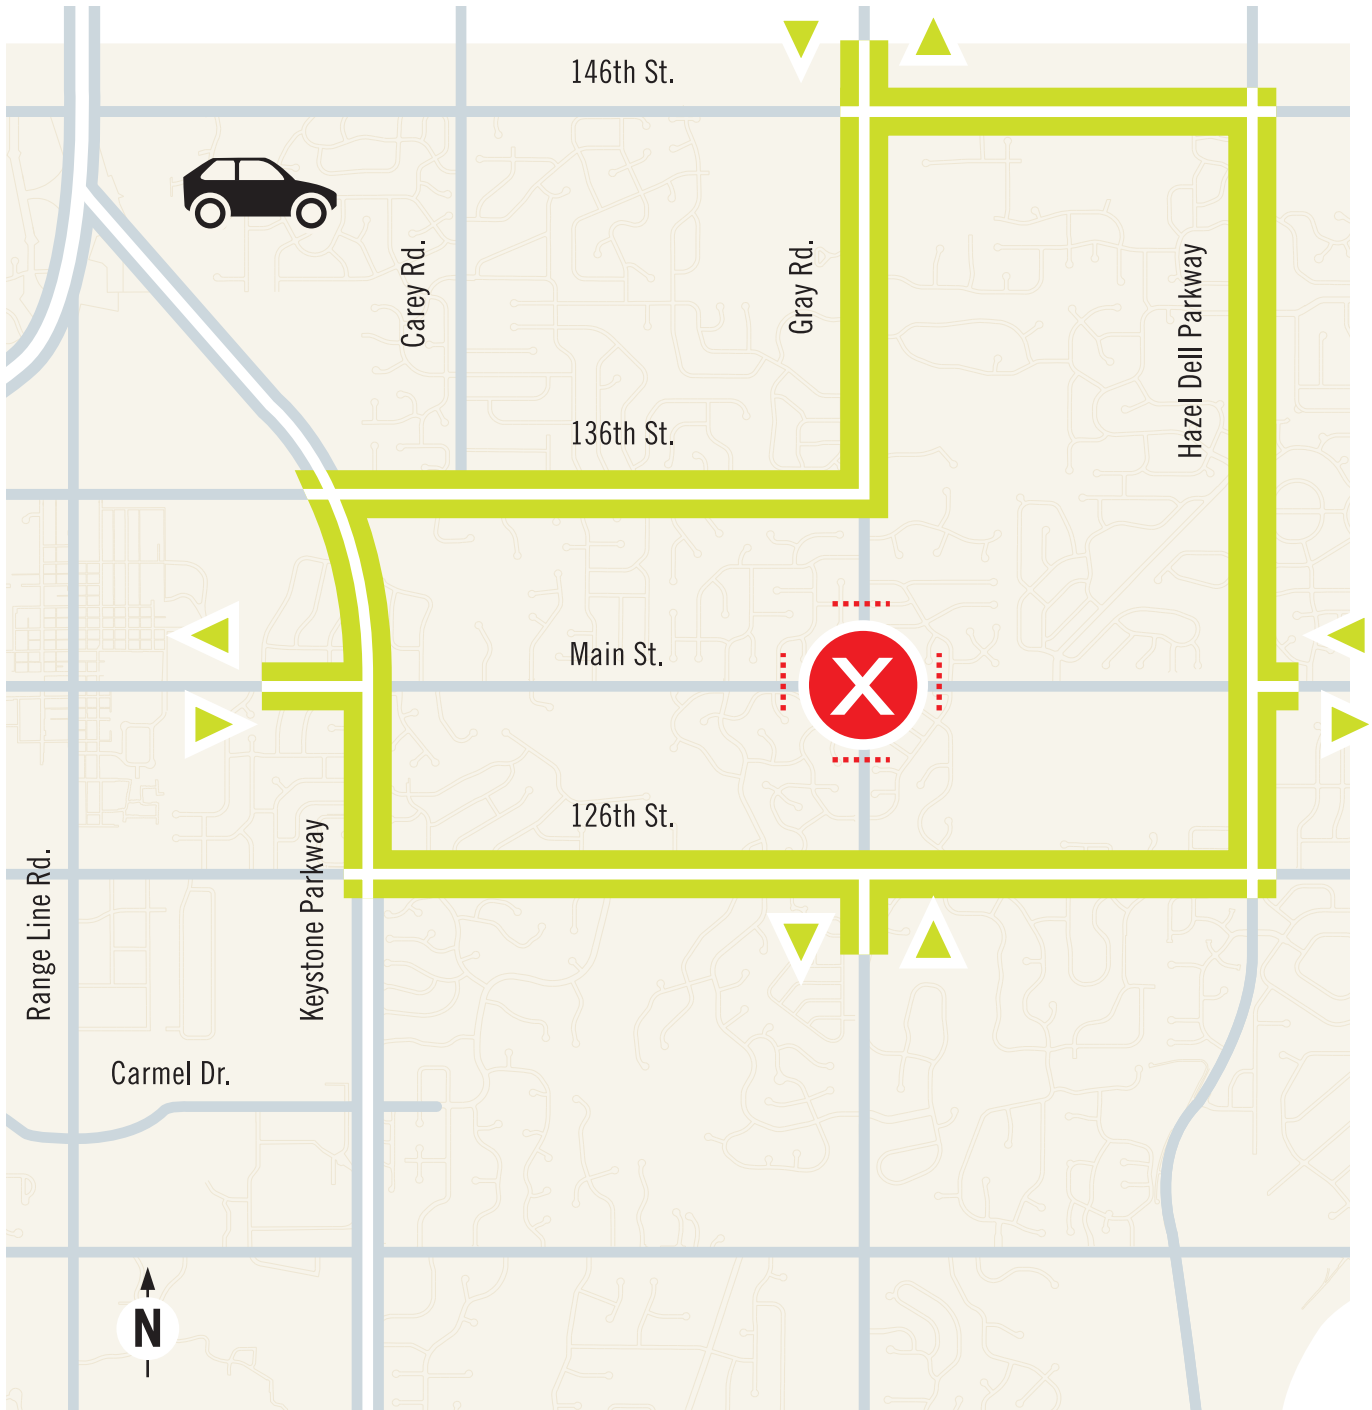 146th St.
Carey Rd.
Gray Rd.
Hazel Dell Parkway
136th St.
Main St.
X
126th St.
Range Line Rd.
Keystone Parkway
Carmel Dr.
N